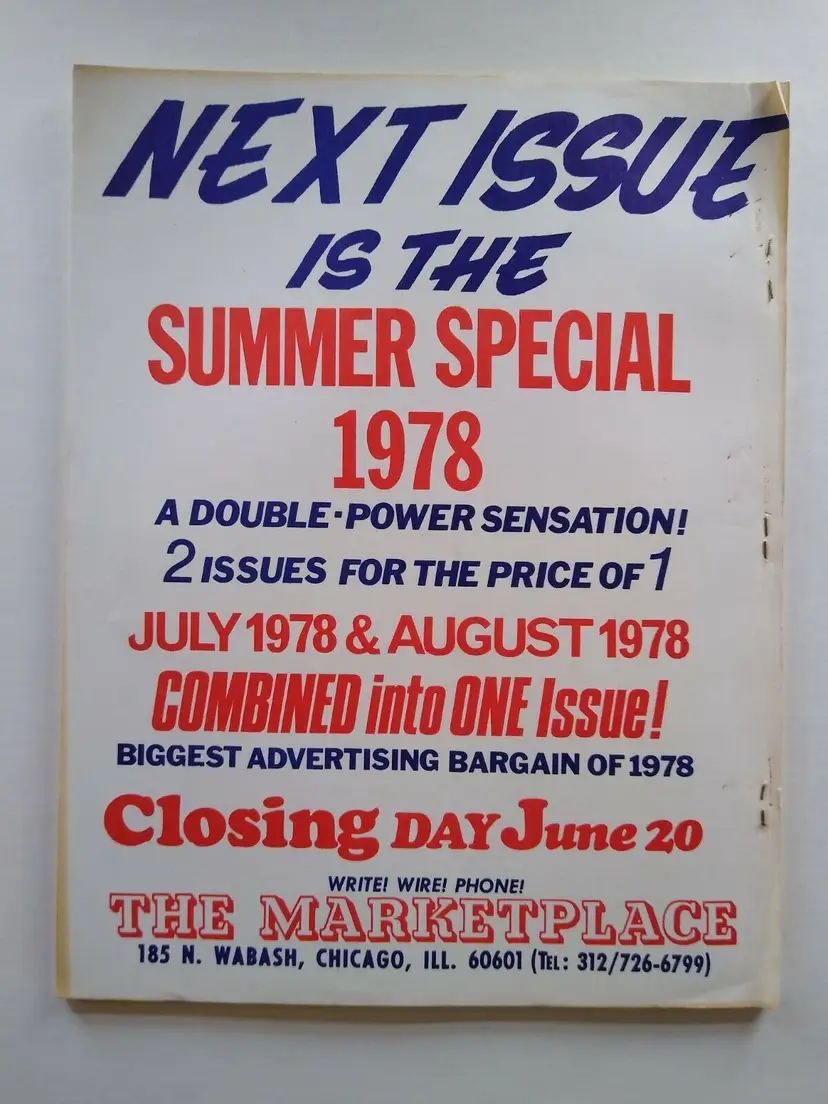 NEXT ISSUE
IS THE
SUMMER SPECIAL
1978
A DOUBLE-POWER SENSATION!
2 ISSUES FOR THE PRICE OF 1
JULY 1978 & AUGUST 1978
COMBINED into ONE Issue!
BIGGEST ADVERTISING BARGAIN OF 1978
Closing DAY June 20
WRITE! WIRE! PHONE!
THE MARKETPLACE
185 N. WABASH, CHICAGO, ILL. 60601 (TEL: 312/726-6799)